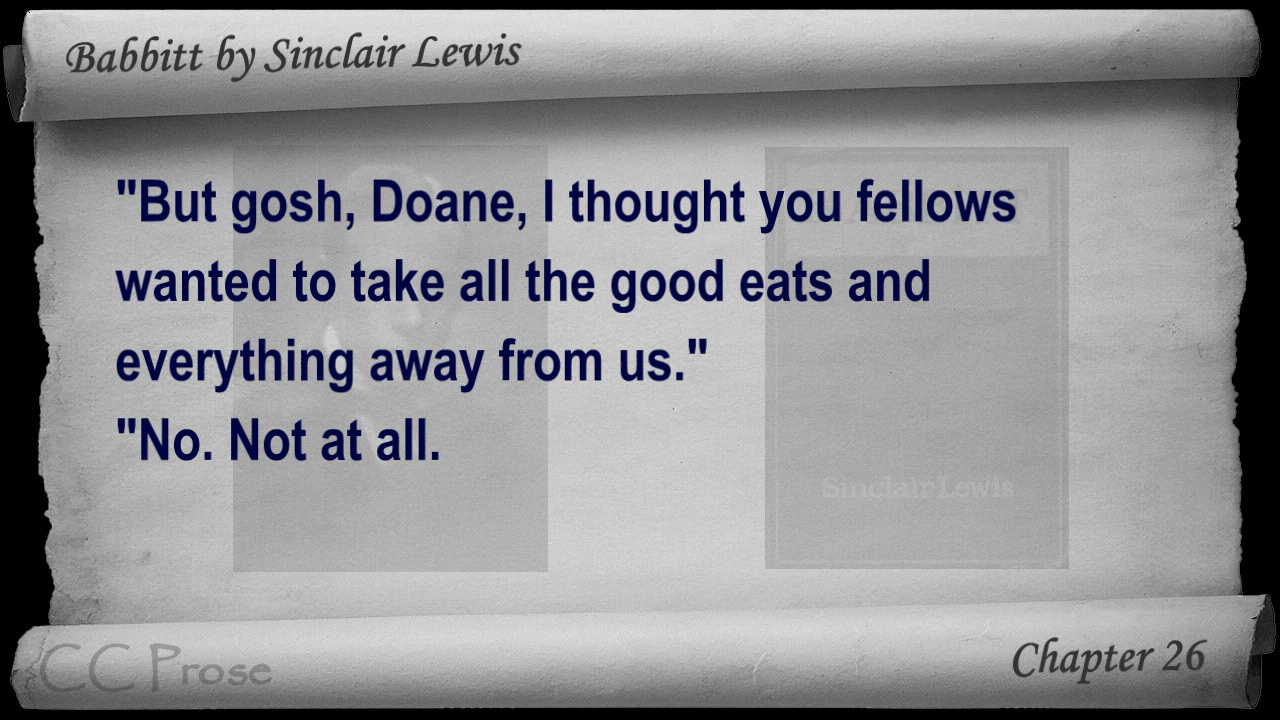 Babbitt by Sinclair Lewis
"But gosh, Doane, I thought you fellows
wanted to take all the good eats and
everything away from us."
"No. Not at all.
Sinclair Lewis
CC Prose
Chapter 26